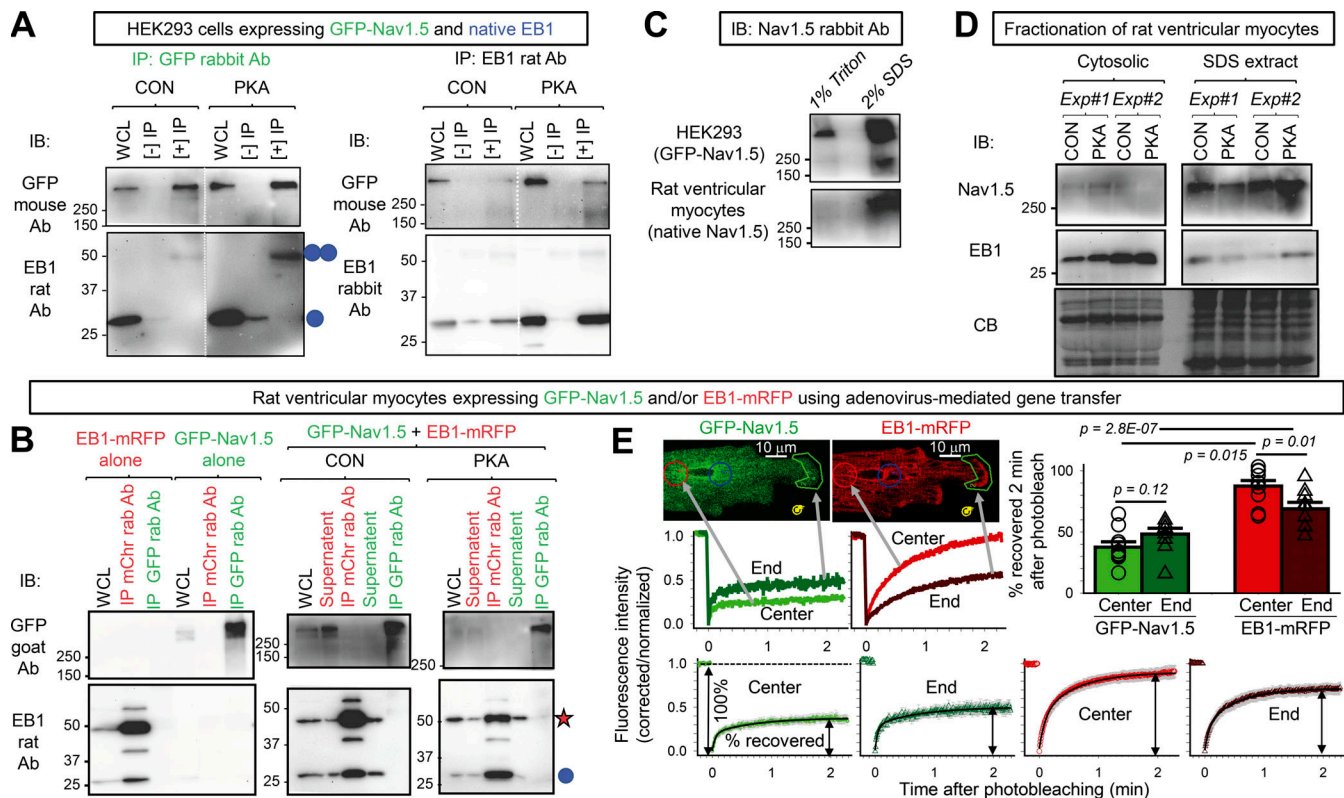 A
HEK293 cells expressing GFP-Nav1.5 and native EB1
IP: GFP rabbit Ab
IP: EB1 rat Ab
CON
PKA
CON
PKA
IB:
WCL
[-] IP
[+] IP
WCL
[-] IP
[+] IP
IB:
WCL
[-] IP
[+] IP
WCL
[-] IP
[+] IP
GFP
mouse
Ab
250
150
GFP
mouse
Ab
250
150
EB1
rat
Ab
50
37
25
EB1
rabbit
Ab
50
37
25
C
IB: Nav1.5 rabbit Ab
1% Triton
2% SDS
HEK293
(GFP-Nav1.5)
250
150
Rat ventricular
myocytes
(native Nav1.5)
250
150
D
Fractionation of rat ventricular myocytes
Cytosolic
SDS extract
Exp#1
Exp#2
Exp#1
Exp#2
IB:
CON
PKA
CON
PKA
CON
PKA
CON
PKA
Nav1.5
250
EB1
25
CB
Rat ventricular myocytes expressing GFP-Nav1.5 and/or EB1-mRFP using adenovirus-mediated gene transfer
B
EB1-mRFP
alone
GFP-Nav1.5
alone
GFP-Nav1.5 + EB1-mRFP
CON
PKA
IB:
WCL
IP mChr rab Ab
IP GFP rab Ab
WCL
IP mChr rab Ab
IP GFP rab Ab
WCL
Supernatent
IP mChr rab Ab
Supernatent
IP GFP rab Ab
WCL
Supernatent
IP mChr rab Ab
Supernatent
IP GFP rab Ab
GFP
goat
Ab
250
150
250
150
250
EB1
rat
Ab
50
37
25
50
37
25
50
37
25
E
GFP-Nav1.5
EB1-mRFP
10 µm
10 µm
1.0
0.5
0.0
End
Center
0 1 2
Center
End
0 1 2
p = 2.8E-07
p = 0.01
p = 0.015
p = 0.12
% recovered 2 min
after photobleach
100
50
0
Center
End
Center
End
GFP-Nav1.5
EB1-mRFP
Fluorescence intensity
(corrected/normalized)
1.0
0.5
0.0
100%
Center
% recovered
0 1 2
End
0 1 2
Center
0 1 2
End
0 1 2
Time after photobleaching (min)